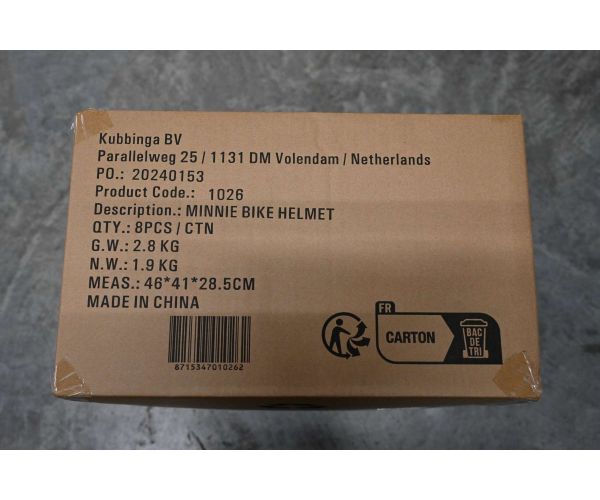 Kubbinga BV
Parallelweg 25 / 1131 DM Volendam / Netherlands
PO.: 20240153
Product Code.: 1026
Description.: MINNIE BIKE HELMET
QTY.: 8PCS / CTN
G.W.: 2.8 KG
N.W.: 1.9 KG
MEAS.: 46*41*28.5CM
MADE IN CHINA
8715347010262
FR
CARTON
BAC
DE
TRI